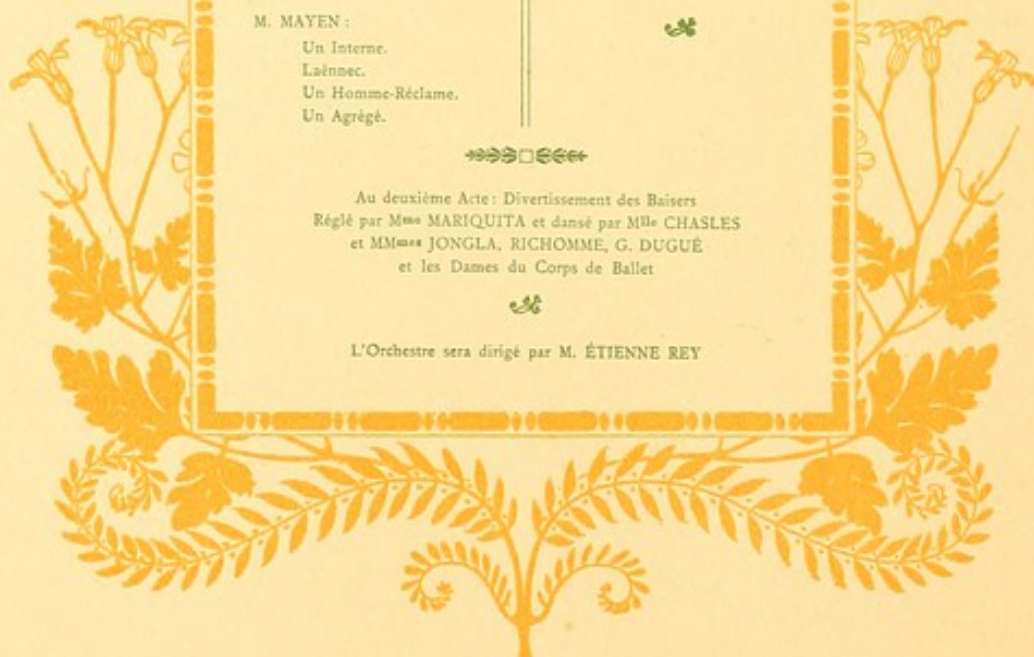 M. MAYEN :
Un Interne.
Laënnec.
Un Homme-Réclame.
Un Agrégé.
Au deuxième Acte : Divertissement des Baisers
Réglé par Mme MARIQUITA et dansé par Mlle CHASLES
et MMmes JONGLA, RICHOMME, G. DUGUÉ
et les Dames du Corps de Ballet
L'Orchestre sera dirigé par M. ÉTIENNE REY